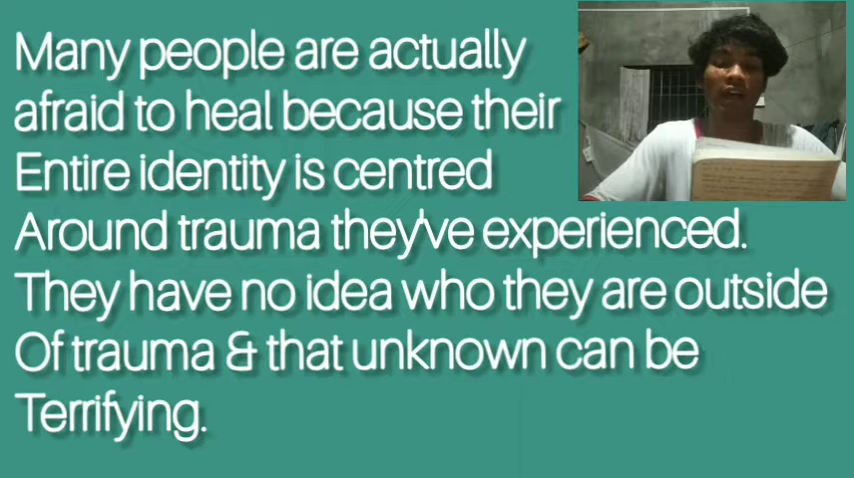 Many people are actually
afraid to heal because their
Entire identity is centred
Around trauma they've experienced.
They have no idea who they are outside
Of trauma & that unknown can be
Terrifying.